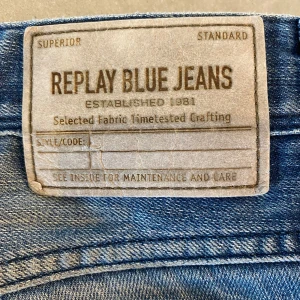 SUPERIOR STANDARD
REPLAY BLUE JEANS
ESTABLISHED 1981
Selected Fabric Timetested Crafting
STYLE/CODE:
SEE INSIDE FOR MAINTENANCE AND CARE